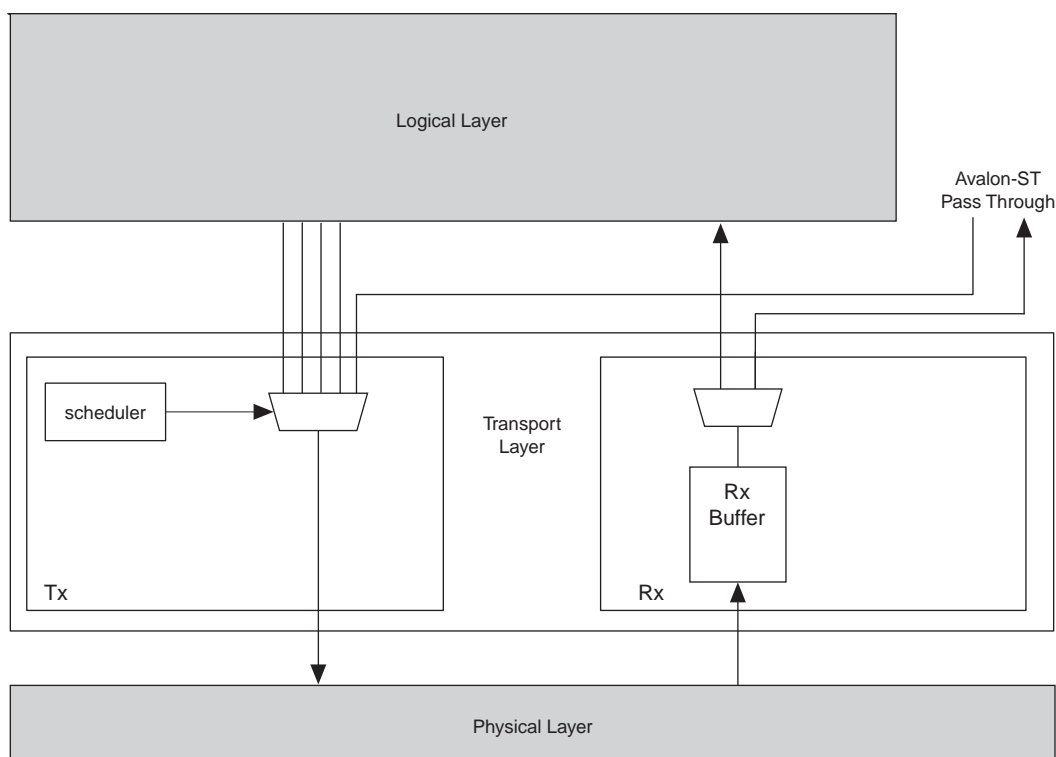 Logical Layer
Avalon-ST
Pass Through
scheduler
Transport
Layer
Rx
Buffer
Tx
Rx
Physical Layer